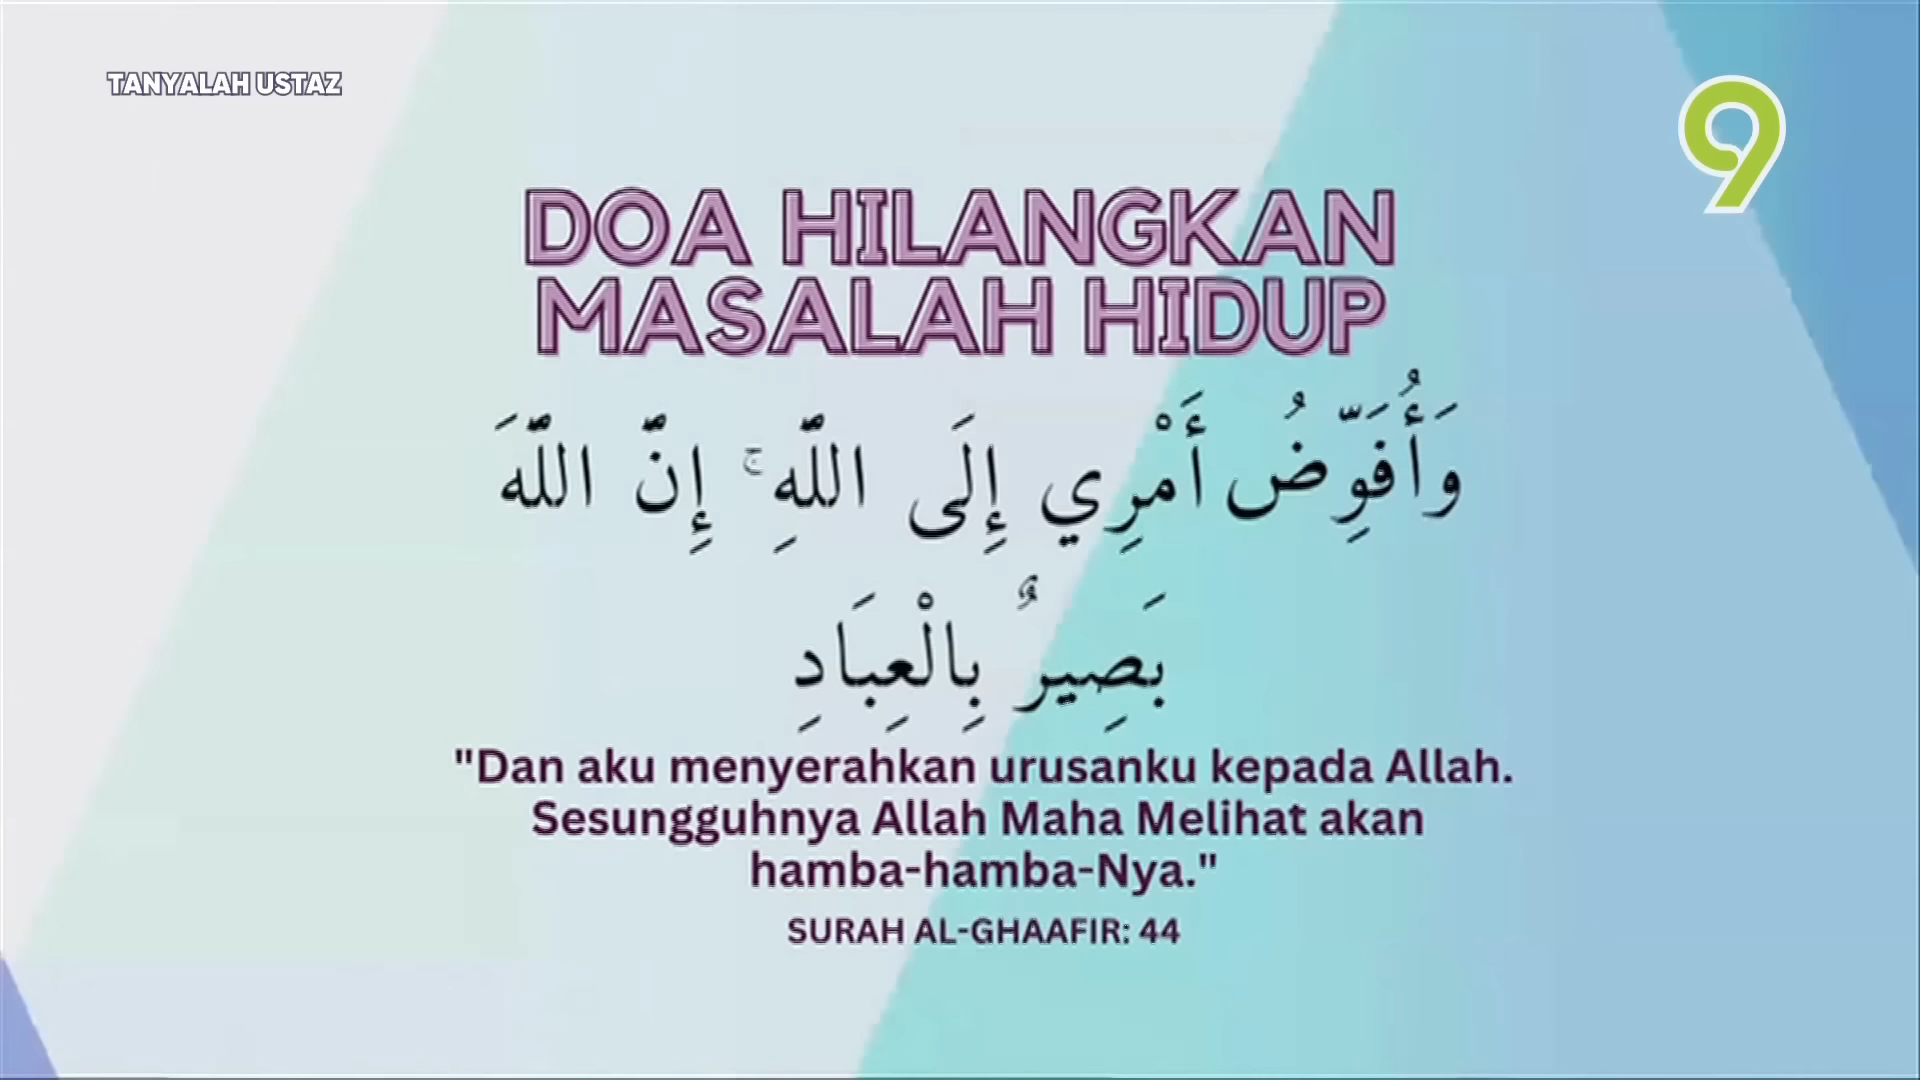 TANYALAH USTAZ
9
DOA HILANGKAN
MASALAH HIDUP
وَأُفَوِّضُ أَمْرِي إِلَى اللَّهِ ۚ إِنَّ اللَّهَ
بَصِيرٌ بِالْعِبَادِ
"Dan aku menyerahkan urusanku kepada Allah.
Sesungguhnya Allah Maha Melihat akan
hamba-hamba-Nya."
SURAH AL-GHAAFIR: 44